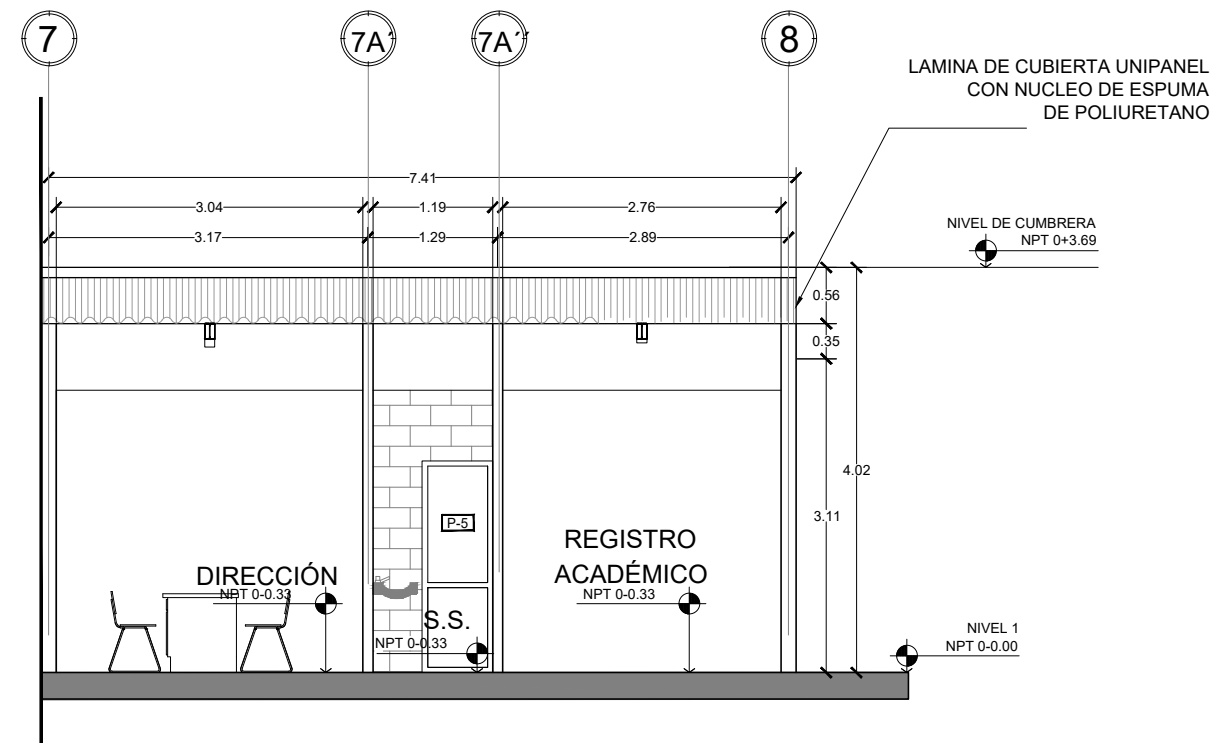 7
7A´
7A´´
8
LAMINA DE CUBIERTA UNIPANEL
CON NUCLEO DE ESPUMA
DE POLIURETANO
7.41
3.04
1.19
2.76
3.17
1.29
2.89
NIVEL DE CUMBRERA
NPT 0+3.69
0.56
0.35
4.02
3.11
P-5
REGISTRO
ACADÉMICO
NPT 0-0.33
DIRECCIÓN
NPT 0-0.33
S.S.
NPT 0-0.33
NIVEL 1
NPT 0-0.00